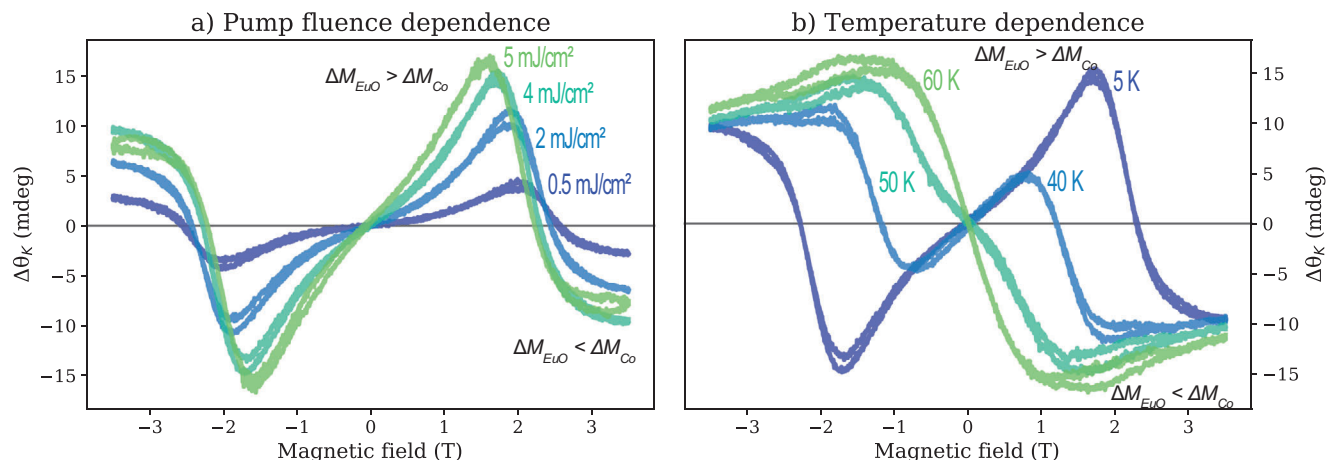 a) Pump fluence dependence
b) Temperature dependence
ΔM_EuO > ΔM_Co
5 mJ/cm²
4 mJ/cm²
2 mJ/cm²
0.5 mJ/cm²
ΔM_EuO < ΔM_Co
15
10
5
0
−5
−10
−15
Δθ_K (mdeg)
−3 −2 −1 0 1 2 3
Magnetic field (T)
60 K
ΔM_EuO > ΔM_Co
5 K
50 K
40 K
ΔM_EuO < ΔM_Co
15
10
5
0
−5
−10
−15
Δθ_K (mdeg)
−3 −2 −1 0 1 2 3
Magnetic field (T)